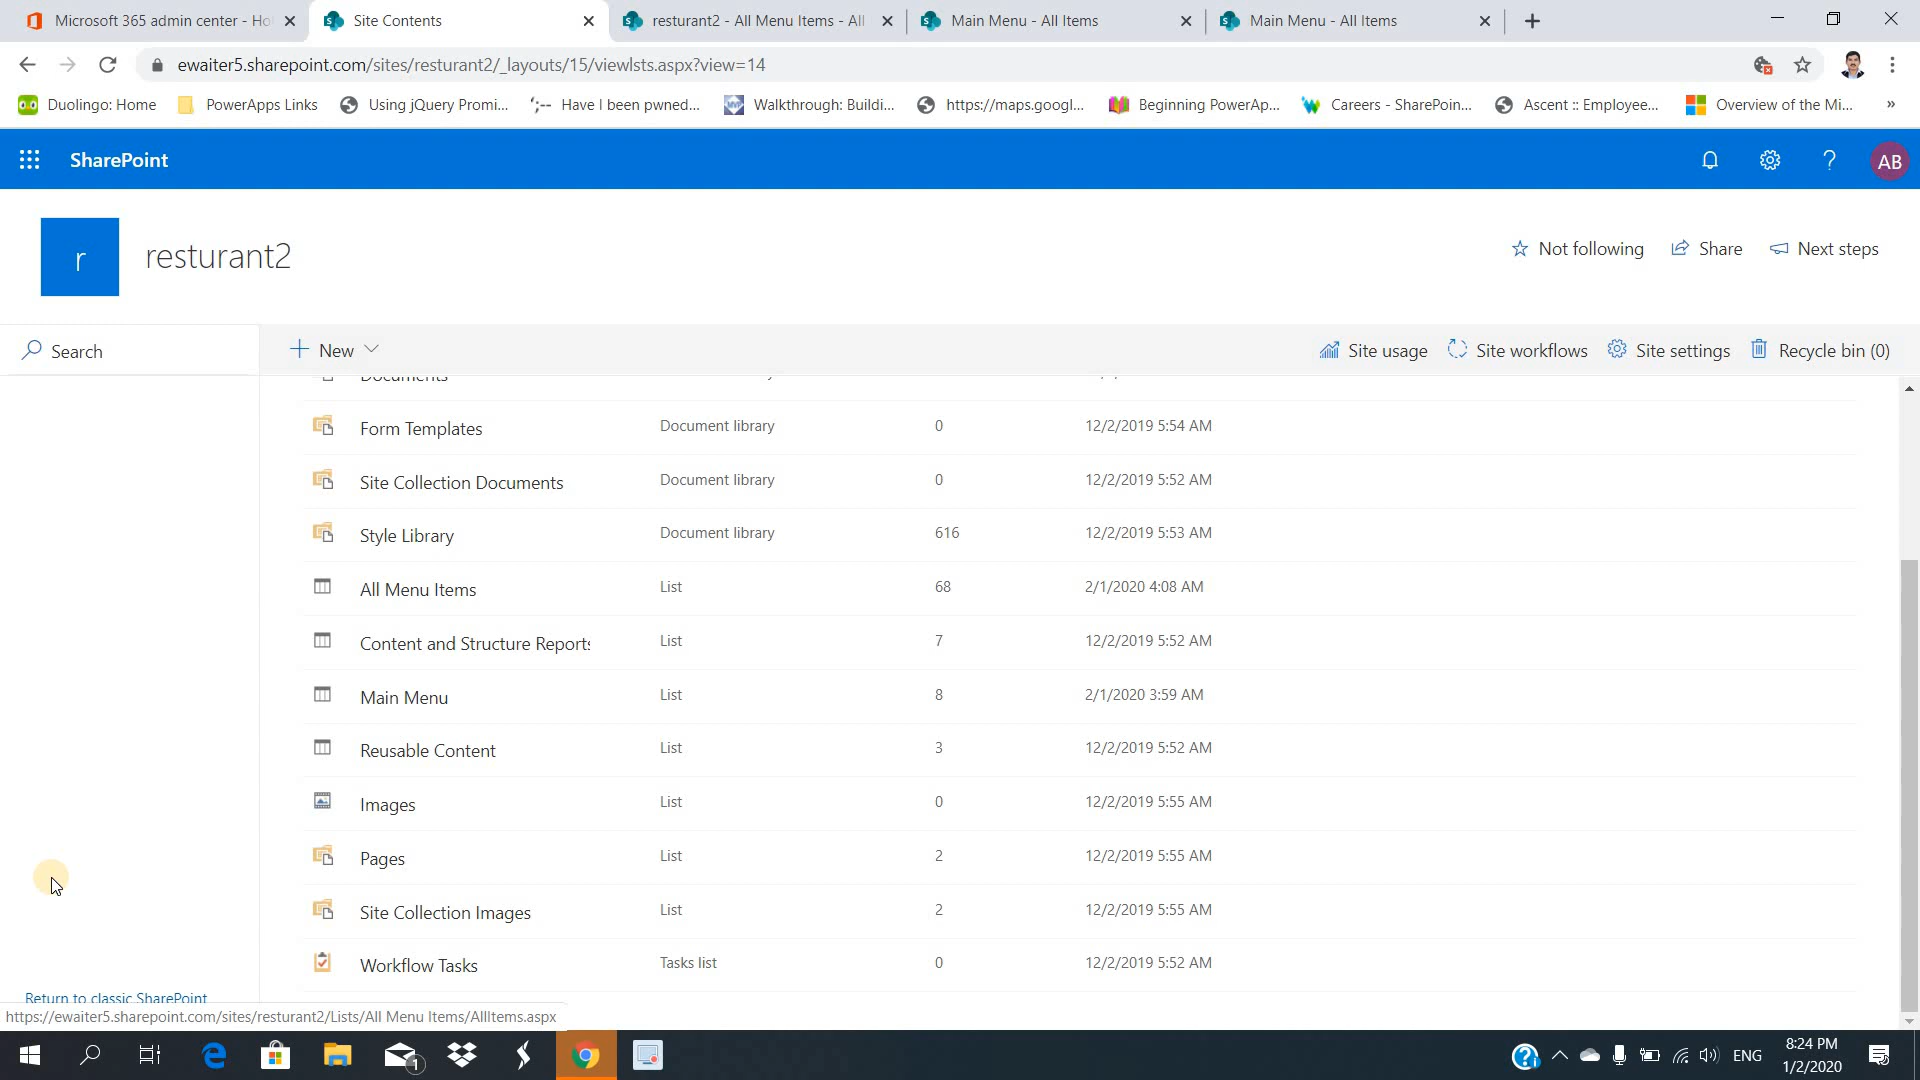 Microsoft 365 admin center - Ho
Site Contents
resturant2 - All Menu Items - All
Main Menu - All Items
Main Menu - All Items
ewaiter5.sharepoint.com/sites/resturant2/_layouts/15/viewlsts.aspx?view=14
Duolingo: Home
PowerApps Links
Using jQuery Promi...
Have I been pwned...
Walkthrough: Buildi...
https://maps.googl...
Beginning PowerAp...
Careers - SharePoin...
Ascent :: Employee...
Overview of the Mi...
»
SharePoint
AB
r
resturant2
Not following
Share
Next steps
Search
New
Site usage
Site workflows
Site settings
Recycle bin (0)
Documents
Form Templates Document library 0 12/2/2019 5:54 AM
Site Collection Documents Document library 0 12/2/2019 5:52 AM
Style Library Document library 616 12/2/2019 5:53 AM
All Menu Items List 68 2/1/2020 4:08 AM
Content and Structure Reports List 7 12/2/2019 5:52 AM
Main Menu List 8 2/1/2020 3:59 AM
Reusable Content List 3 12/2/2019 5:52 AM
Images List 0 12/2/2019 5:55 AM
Pages List 2 12/2/2019 5:55 AM
Site Collection Images List 2 12/2/2019 5:55 AM
Workflow Tasks Tasks list 0 12/2/2019 5:52 AM
Return to classic SharePoint
https://ewaiter5.sharepoint.com/sites/resturant2/Lists/All Menu Items/AllItems.aspx
1
ENG
8:24 PM
1/2/2020